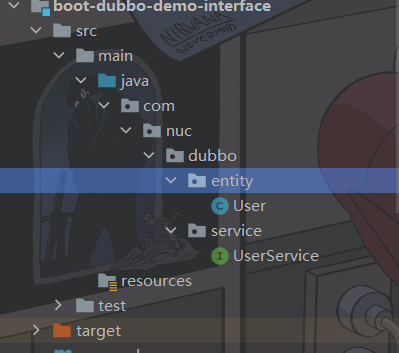 boot-dubbo-demo-interface
src
main
java
com
nuc
dubbo
entity
User
service
UserService
resources
test
target
NIRVANA
NEVERMIND